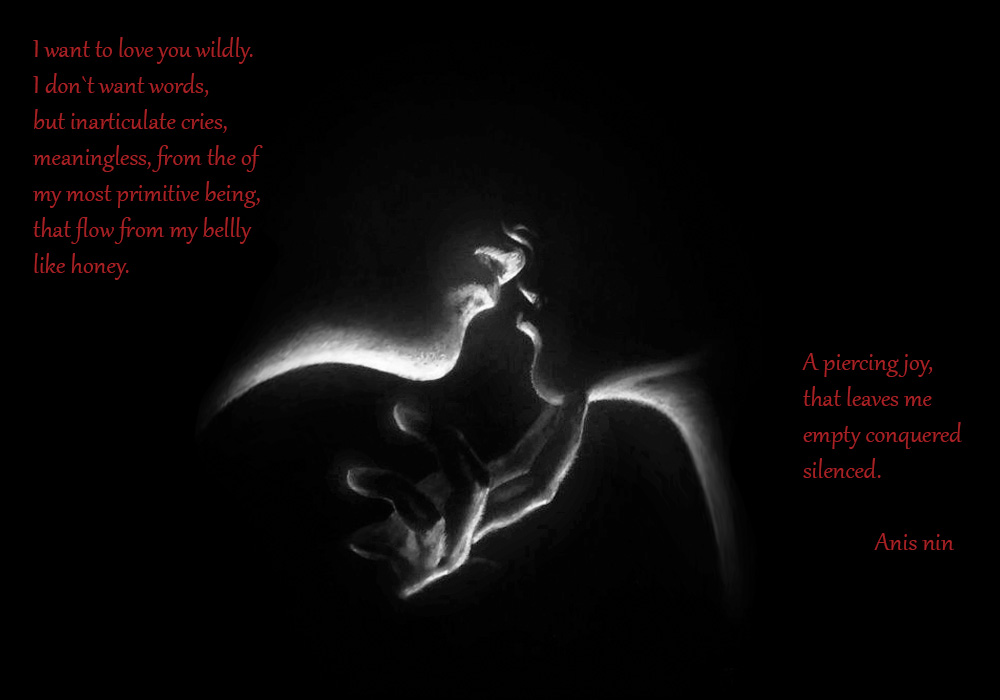 I want to love you wildly.
I don`t want words,
but inarticulate cries,
meaningless, from the of
my most primitive being,
that flow from my bellly
like honey.
A piercing joy,
that leaves me
empty conquered
silenced.
Anis nin